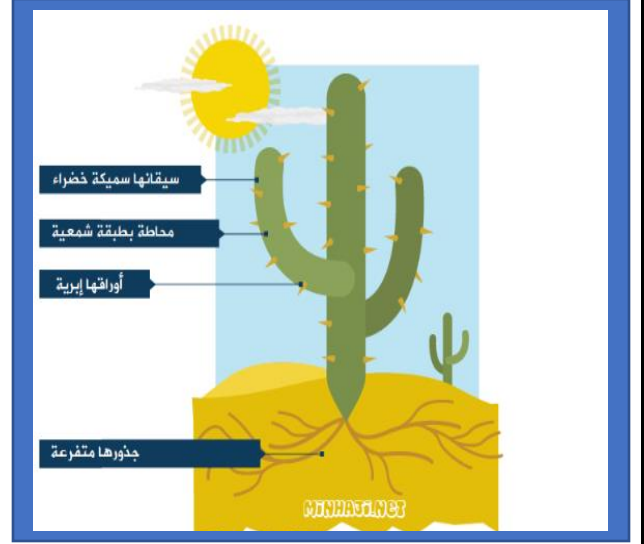 سيقانها سميكة خضراء
محاطة بطبقة شمعية
أوراقها إبرية
جذورها متفرعة
MiNHAJi.NET